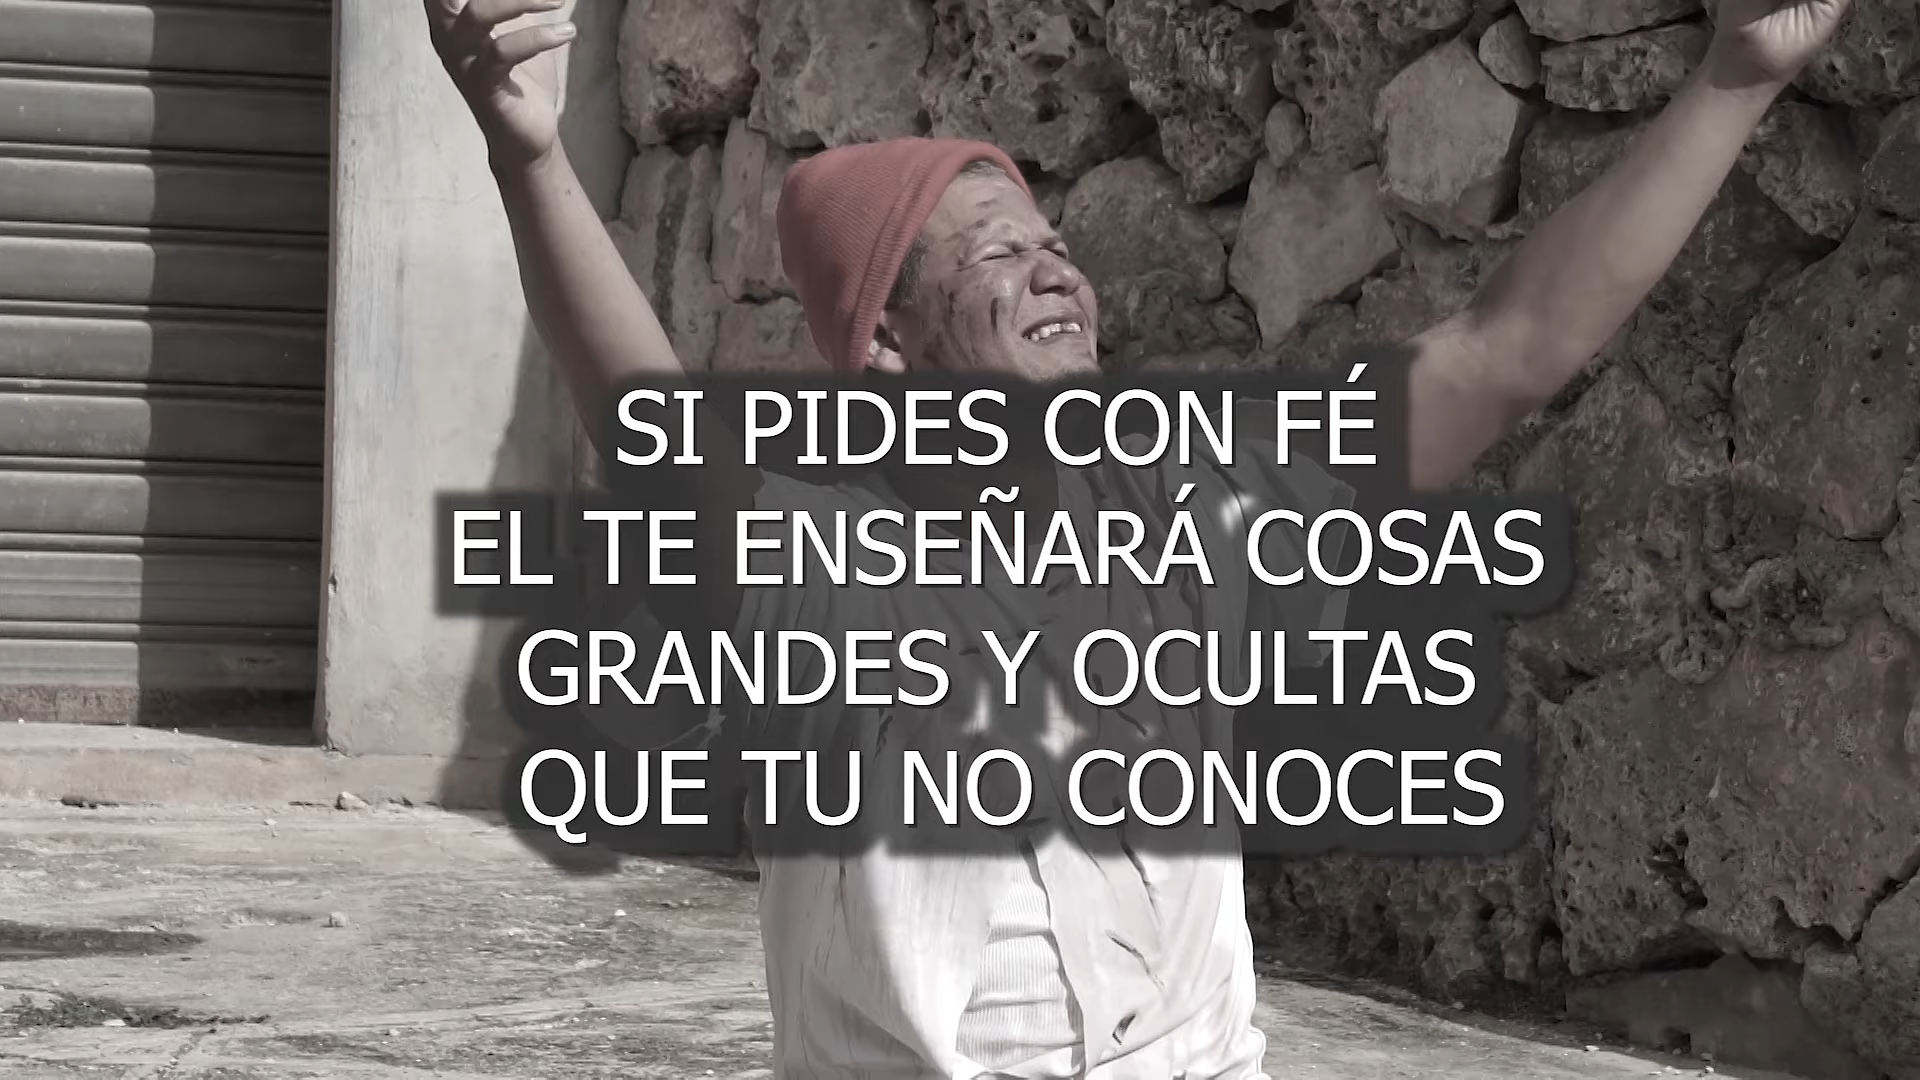 SI PIDES CON FÉ
EL TE ENSEÑARÁ COSAS
GRANDES Y OCULTAS
QUE TU NO CONOCES